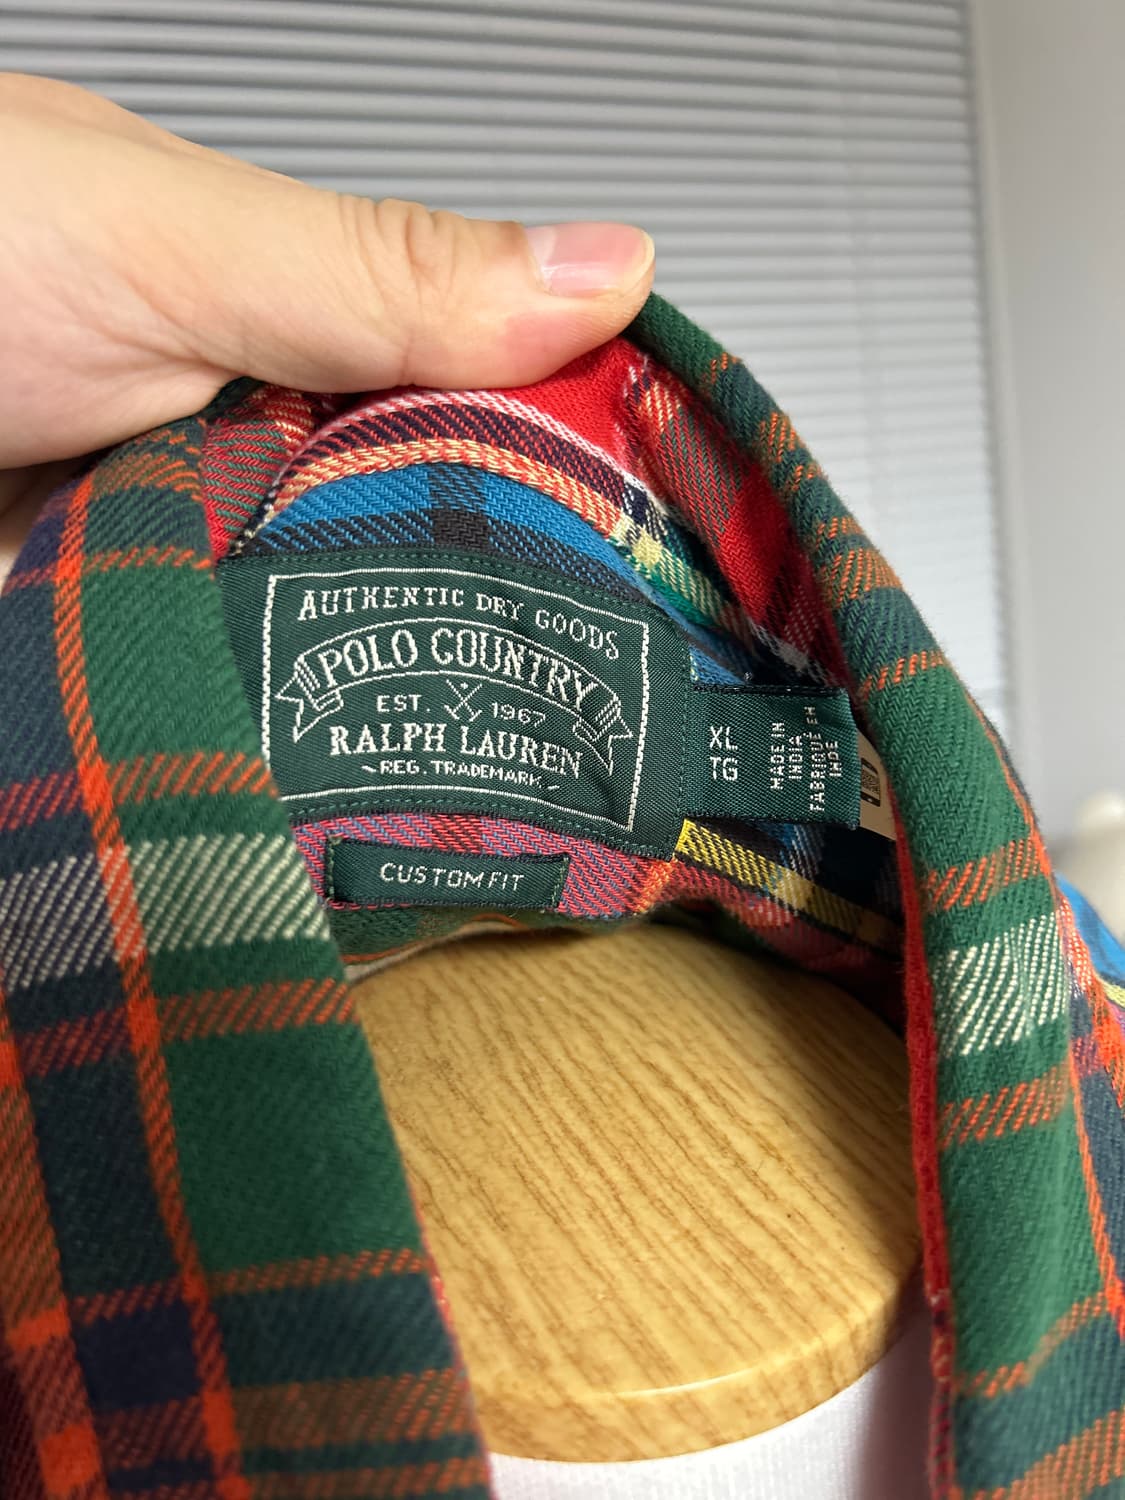 AUTHENTIC DRY GOODS
POLO COUNTRY
EST. 1967
RALPH LAUREN
REG. TRADEMARK
CUSTOM FIT
XL
TG
MADE IN
INDIA
FABRIQUÉ EN
INDE